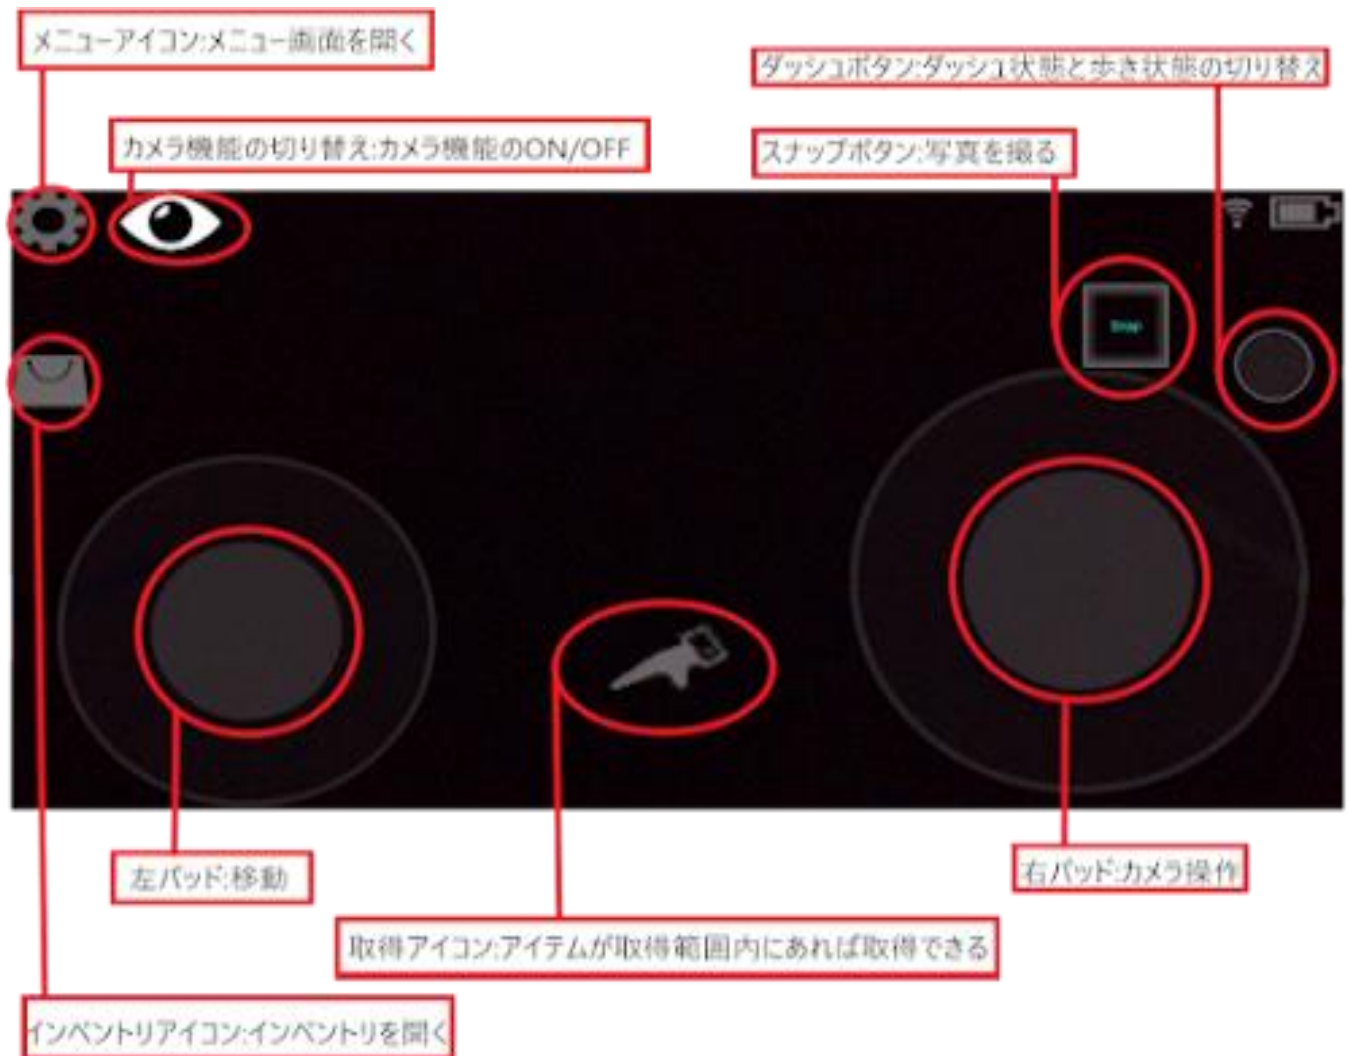 メニューアイコン:メニュー画面を開く
ダッシュボタン:ダッシュ状態と歩き状態の切り替え
カメラ機能の切り替え:カメラ機能のON/OFF
スナップボタン:写真を撮る
Snap
左パッド:移動
右パッド:カメラ操作
取得アイコン:アイテムが取得範囲内にあれば取得できる
インベントリアイコン:インベントリを開く